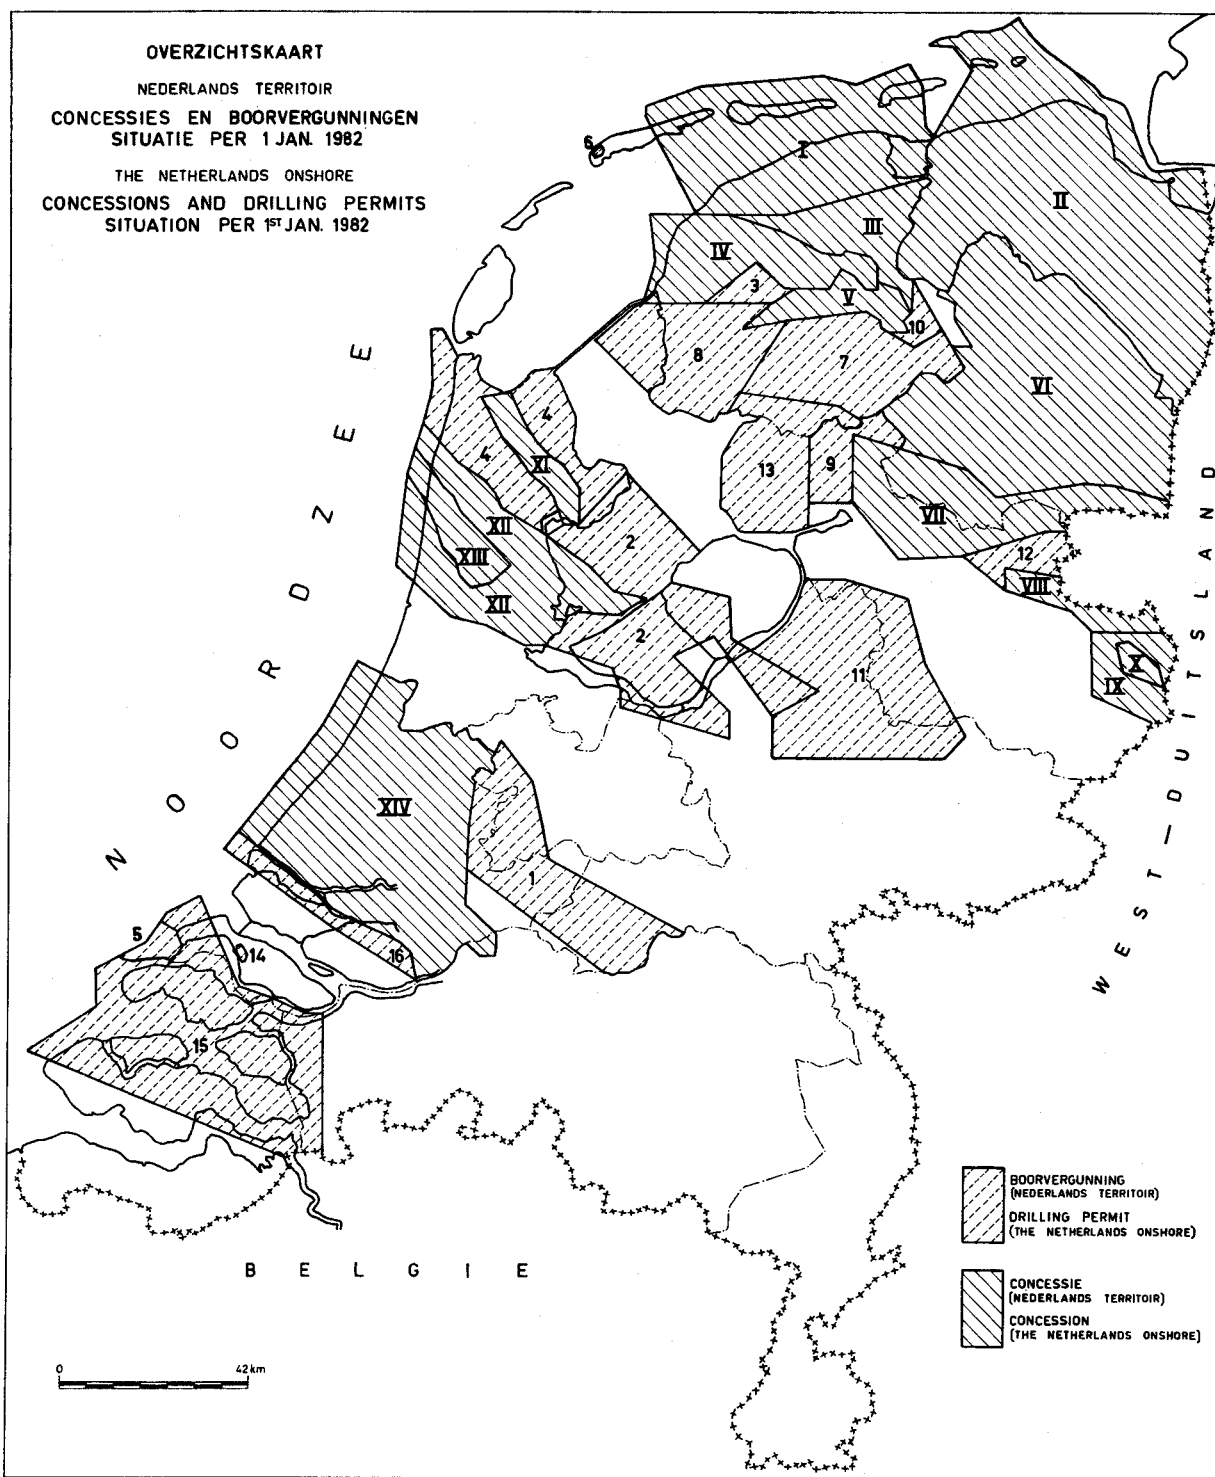 OVERZICHTSKAART
NEDERLANDS TERRITOIR
CONCESSIES EN BOORVERGUNNINGEN
SITUATIE PER 1 JAN. 1982
THE NETHERLANDS ONSHORE
CONCESSIONS AND DRILLING PERMITS
SITUATION PER 1ST JAN. 1982
NOORDZEE
6
I
II
III
IV
3
V
10
8
7
VI
4
4
XI
13
9
XII
VII
XIII
2
12
VIII
XII
2
11
X
IX
XIV
1
5
14
16
15
WEST-DUITSLAND
BELGIE
BOORVERGUNNING
(NEDERLANDS TERRITOIR)
DRILLING PERMIT
(THE NETHERLANDS ONSHORE)
CONCESSIE
(NEDERLANDS TERRITOIR)
CONCESSION
(THE NETHERLANDS ONSHORE)
0 42 km